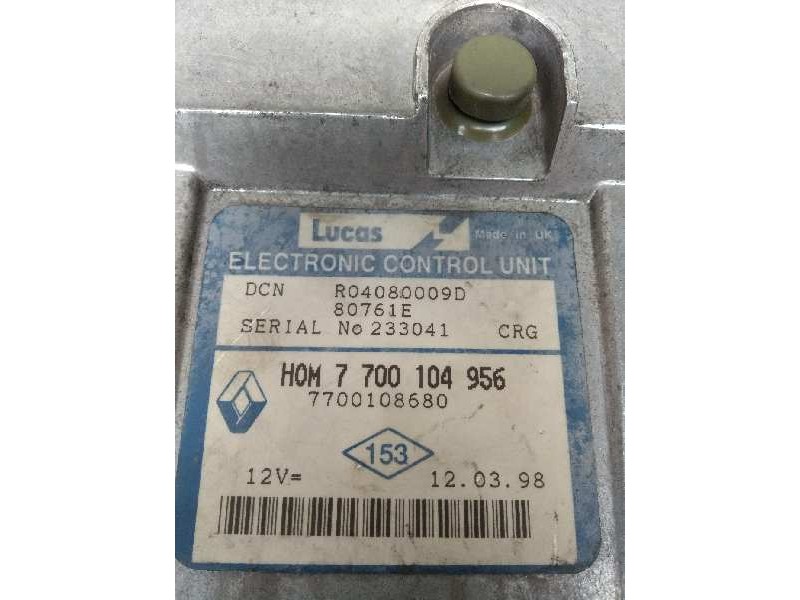 Lucas Made in UK
ELECTRONIC CONTROL UNIT
DCN R04080009D
80761E
SERIAL No 233041 CRG
HOM 7 700 104 956
7700108680
153
12V= 12.03.98